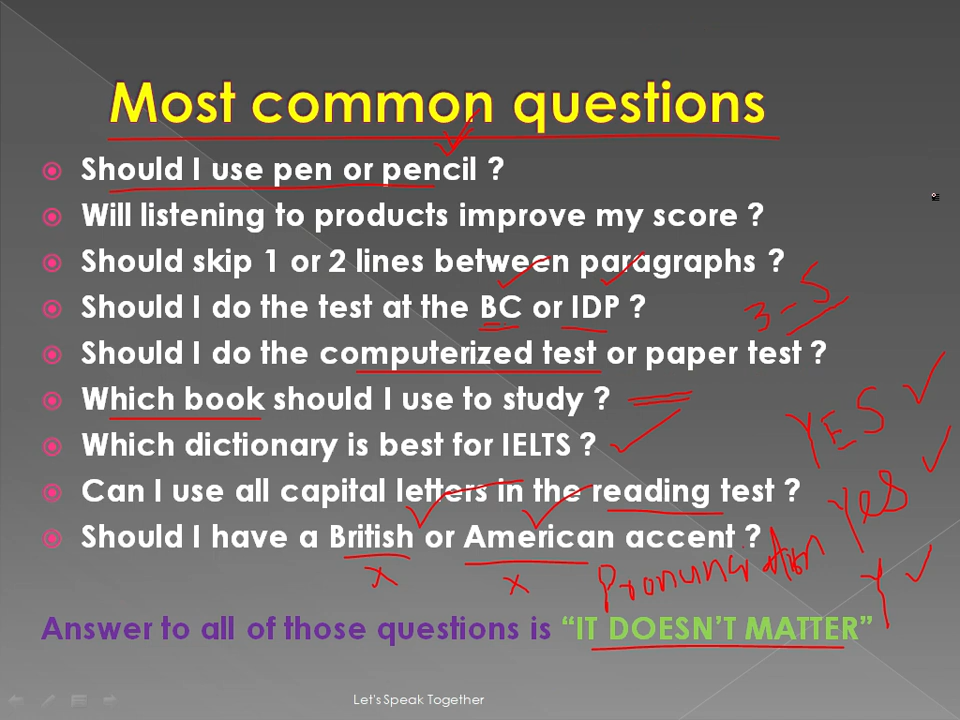 Most common questions
Should I use pen or pencil ?
Will listening to products improve my score ?
Should skip 1 or 2 lines between paragraphs ?
Should I do the test at the BC or IDP ?
3-5
Should I do the computerized test or paper test ?
Which book should I use to study ?
YES
Which dictionary is best for IELTS ?
Can I use all capital letters in the reading test ?
Yes
Should I have a British or American accent ?
x x Pronunciation
Y
Answer to all of those questions is “IT DOESN'T MATTER”
Let's Speak Together